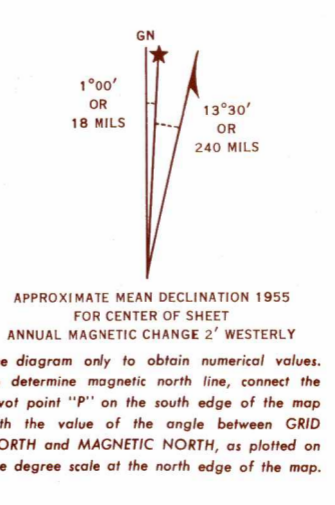 GN
1°00'
OR
18 MILS
13°30'
OR
240 MILS
APPROXIMATE MEAN DECLINATION 1955
FOR CENTER OF SHEET
ANNUAL MAGNETIC CHANGE 2' WESTERLY
e diagram only to obtain numerical values.
determine magnetic north line, connect the
vot point "P" on the south edge of the map
th the value of the angle between GRID
ORTH and MAGNETIC NORTH, as plotted on
e degree scale at the north edge of the map.